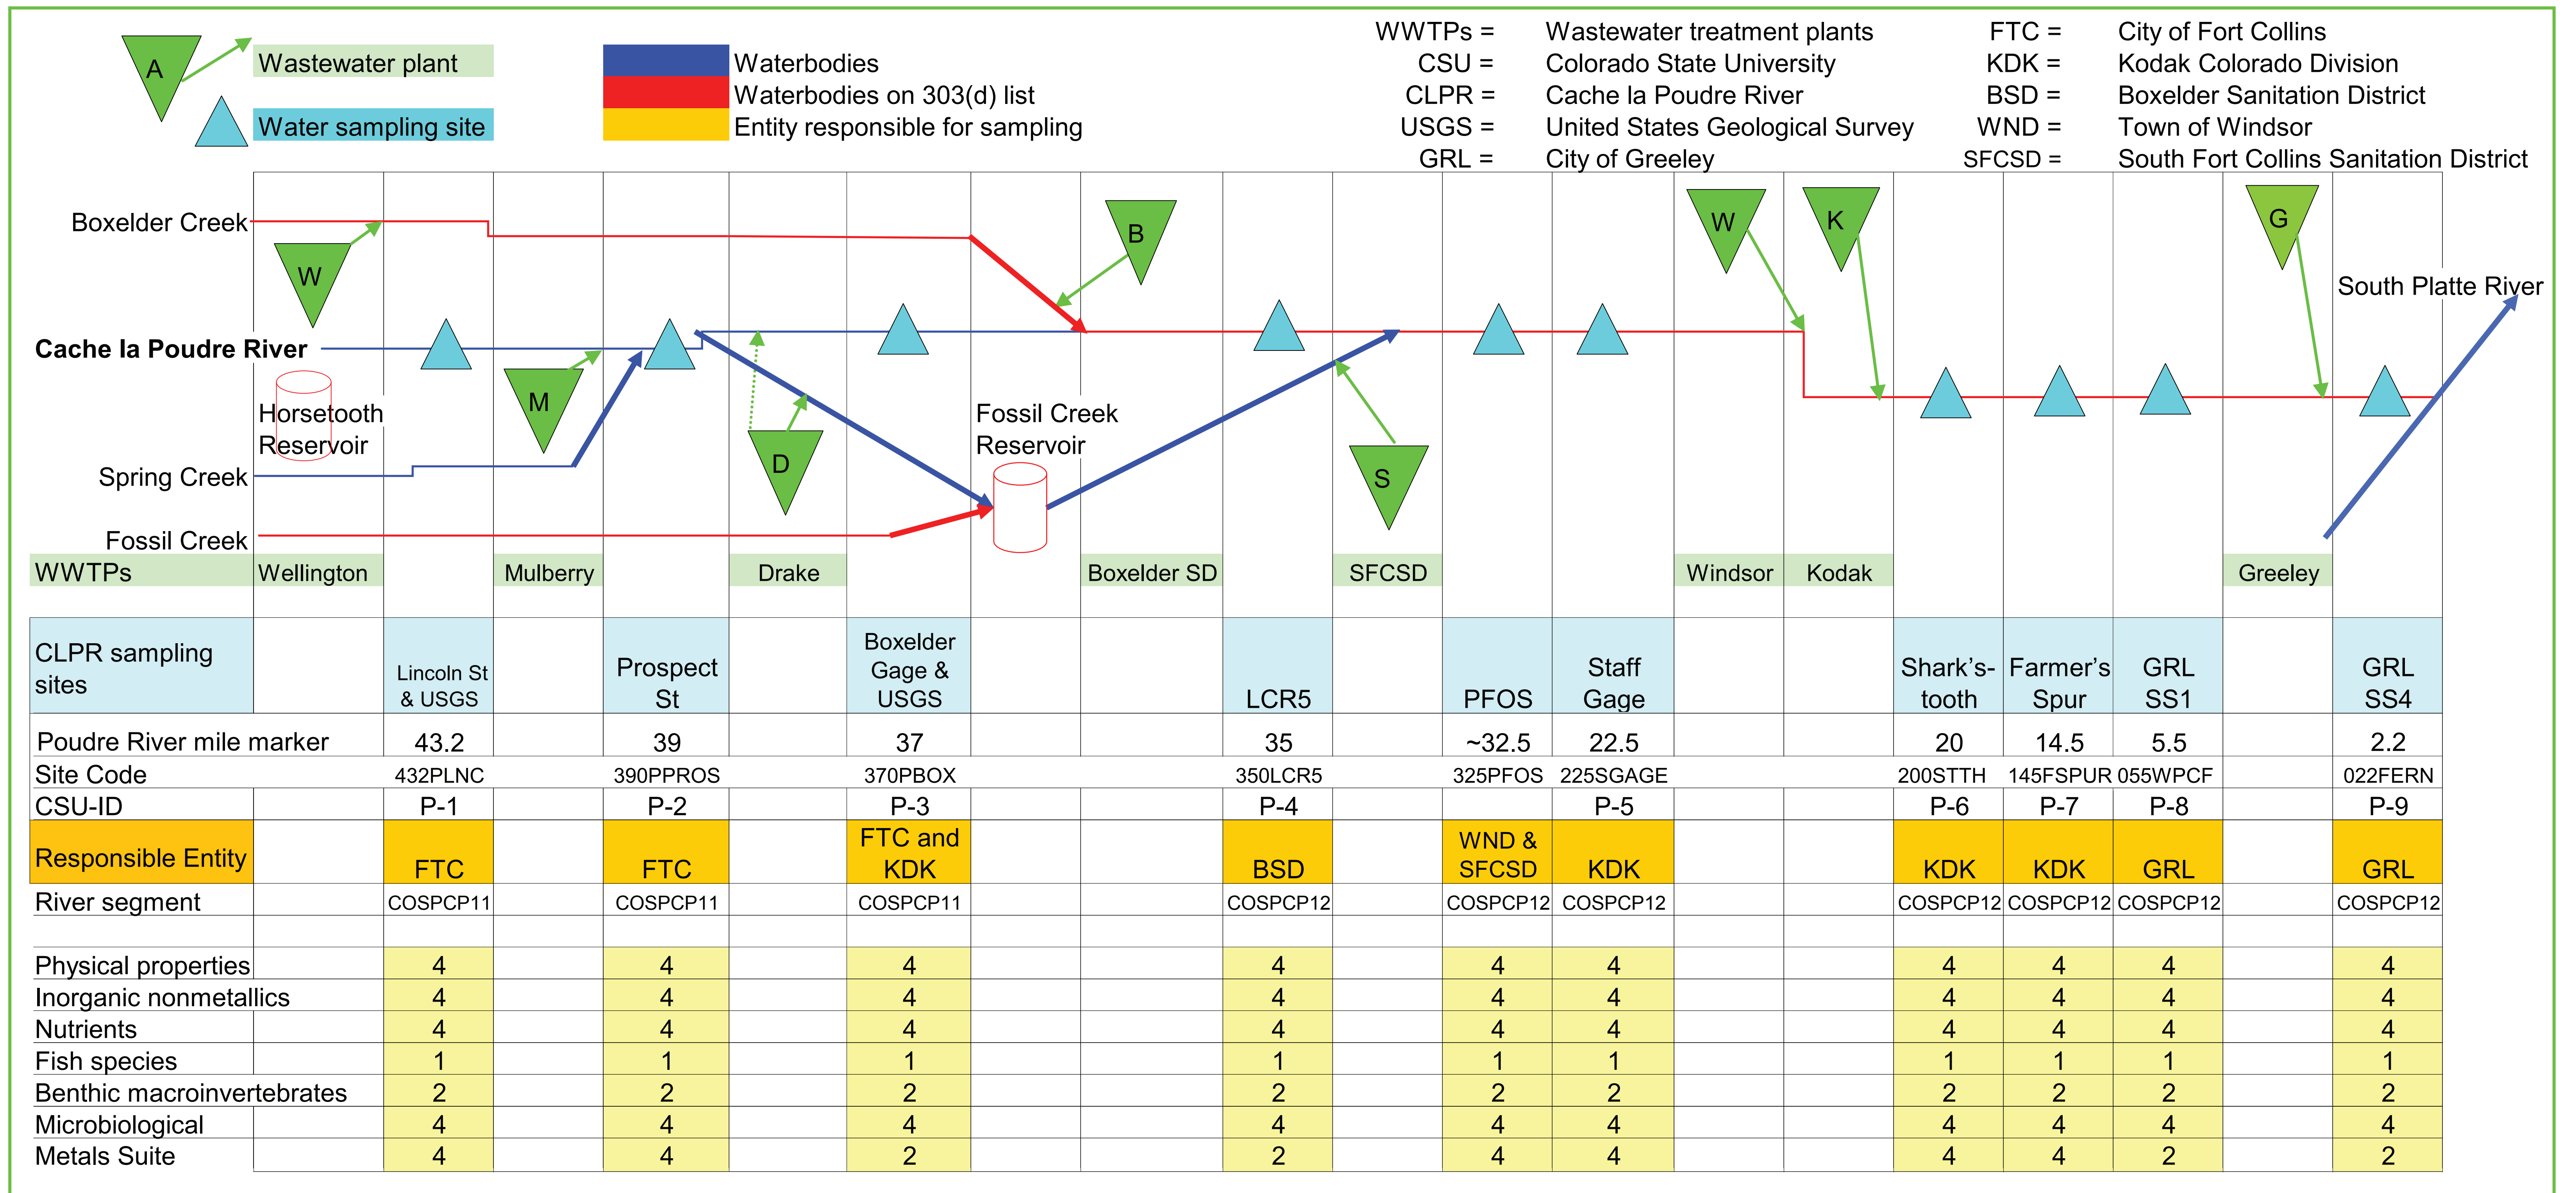 A
Wastewater plant
Water sampling site
Waterbodies
Waterbodies on 303(d) list
Entity responsible for sampling
WWTPs = Wastewater treatment plants
CSU = Colorado State University
CLPR = Cache la Poudre River
USGS = United States Geological Survey
GRL = City of Greeley
FTC = City of Fort Collins
KDK = Kodak Colorado Division
BSD = Boxelder Sanitation District
WND = Town of Windsor
SFCSD = South Fort Collins Sanitation District
Boxelder Creek
W
B
W
K
G
South Platte River
Cache la Poudre River
M
Horsetooth
Reservoir
Fossil Creek
Reservoir
D
S
Spring Creek
Fossil Creek
WWTPs Wellington Mulberry Drake Boxelder SD SFCSD Windsor Kodak Greeley
CLPR sampling
sites
Lincoln St
& USGS
Prospect
St
Boxelder
Gage &
USGS
LCR5
PFOS
Staff
Gage
Shark's-
tooth
Farmer's
Spur
GRL
SS1
GRL
SS4
Poudre River mile marker 43.2 39 37 35 ~32.5 22.5 20 14.5 5.5 2.2
Site Code 432PLNC 390PPROS 370PBOX 350LCR5 325PFOS 225SGAGE 200STTH 145FSPUR 055WPCF 022FERN
CSU-ID P-1 P-2 P-3 P-4 P-5 P-6 P-7 P-8 P-9
Responsible Entity
FTC
FTC
FTC and
KDK
BSD
WND &
SFCSD
KDK
KDK
KDK
GRL
GRL
River segment COSPCP11 COSPCP11 COSPCP11 COSPCP12 COSPCP12 COSPCP12 COSPCP12 COSPCP12 COSPCP12 COSPCP12
Physical properties 4 4 4 4 4 4 4 4 4 4
Inorganic nonmetallics 4 4 4 4 4 4 4 4 4 4
Nutrients 4 4 4 4 4 4 4 4 4 4
Fish species 1 1 1 1 1 1 1 1 1 1
Benthic macroinvertebrates 2 2 2 2 2 2 2 2 2 2
Microbiological 4 4 4 4 4 4 4 4 4 4
Metals Suite 4 4 2 2 4 4 4 4 2 2